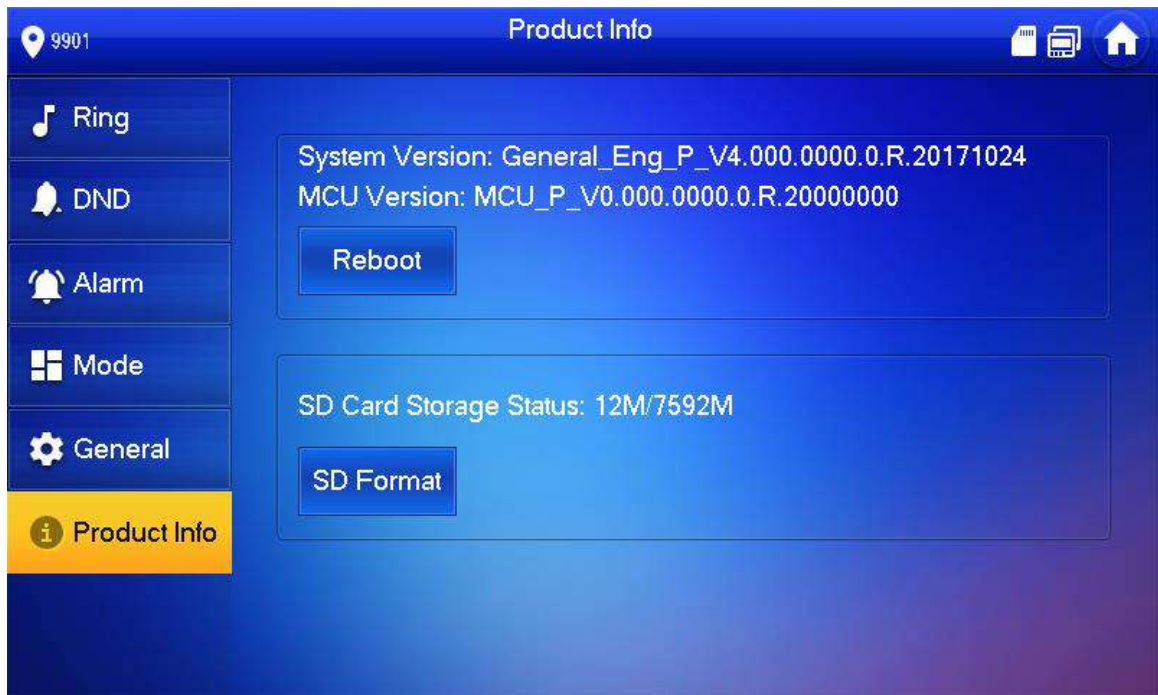 9901
Product Info
Ring
DND
Alarm
Mode
General
Product Info
System Version: General_Eng_P_V4.000.0000.0.R.20171024
MCU Version: MCU_P_V0.000.0000.0.R.20000000
Reboot
SD Card Storage Status: 12M/7592M
SD Format